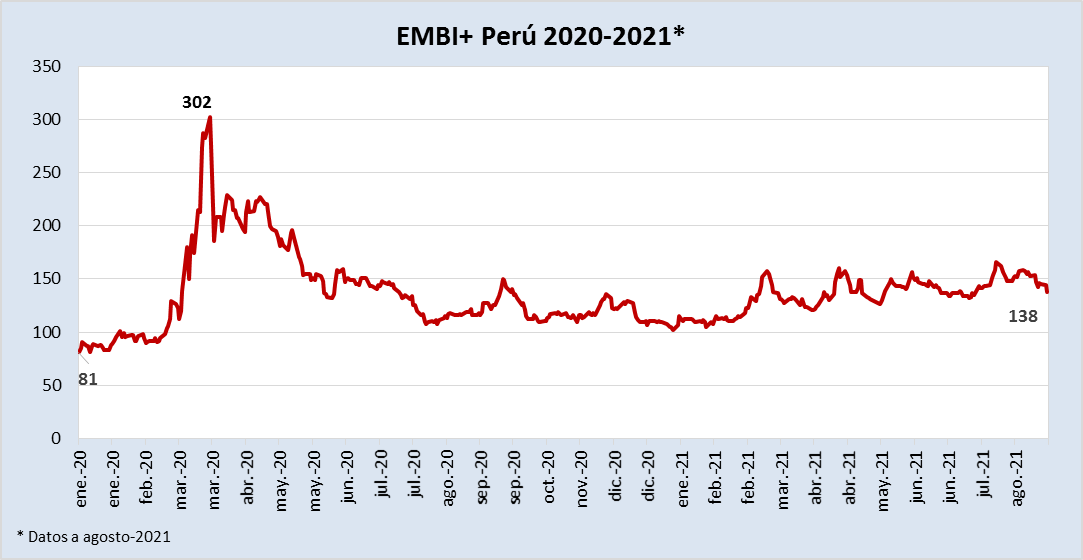 EMBI+ Perú 2020-2021*
350
300
250
200
150
100
50
0
302
81
138
ene.-20
ene.-20
feb.-20
mar.-20
mar.-20
abr.-20
may.-20
may.-20
jun.-20
jul.-20
jul.-20
ago.-20
sep.-20
sep.-20
oct.-20
nov.-20
dic.-20
dic.-20
ene.-21
feb.-21
feb.-21
mar.-21
abr.-21
abr.-21
may.-21
jun.-21
jun.-21
jul.-21
ago.-21
* Datos a agosto-2021